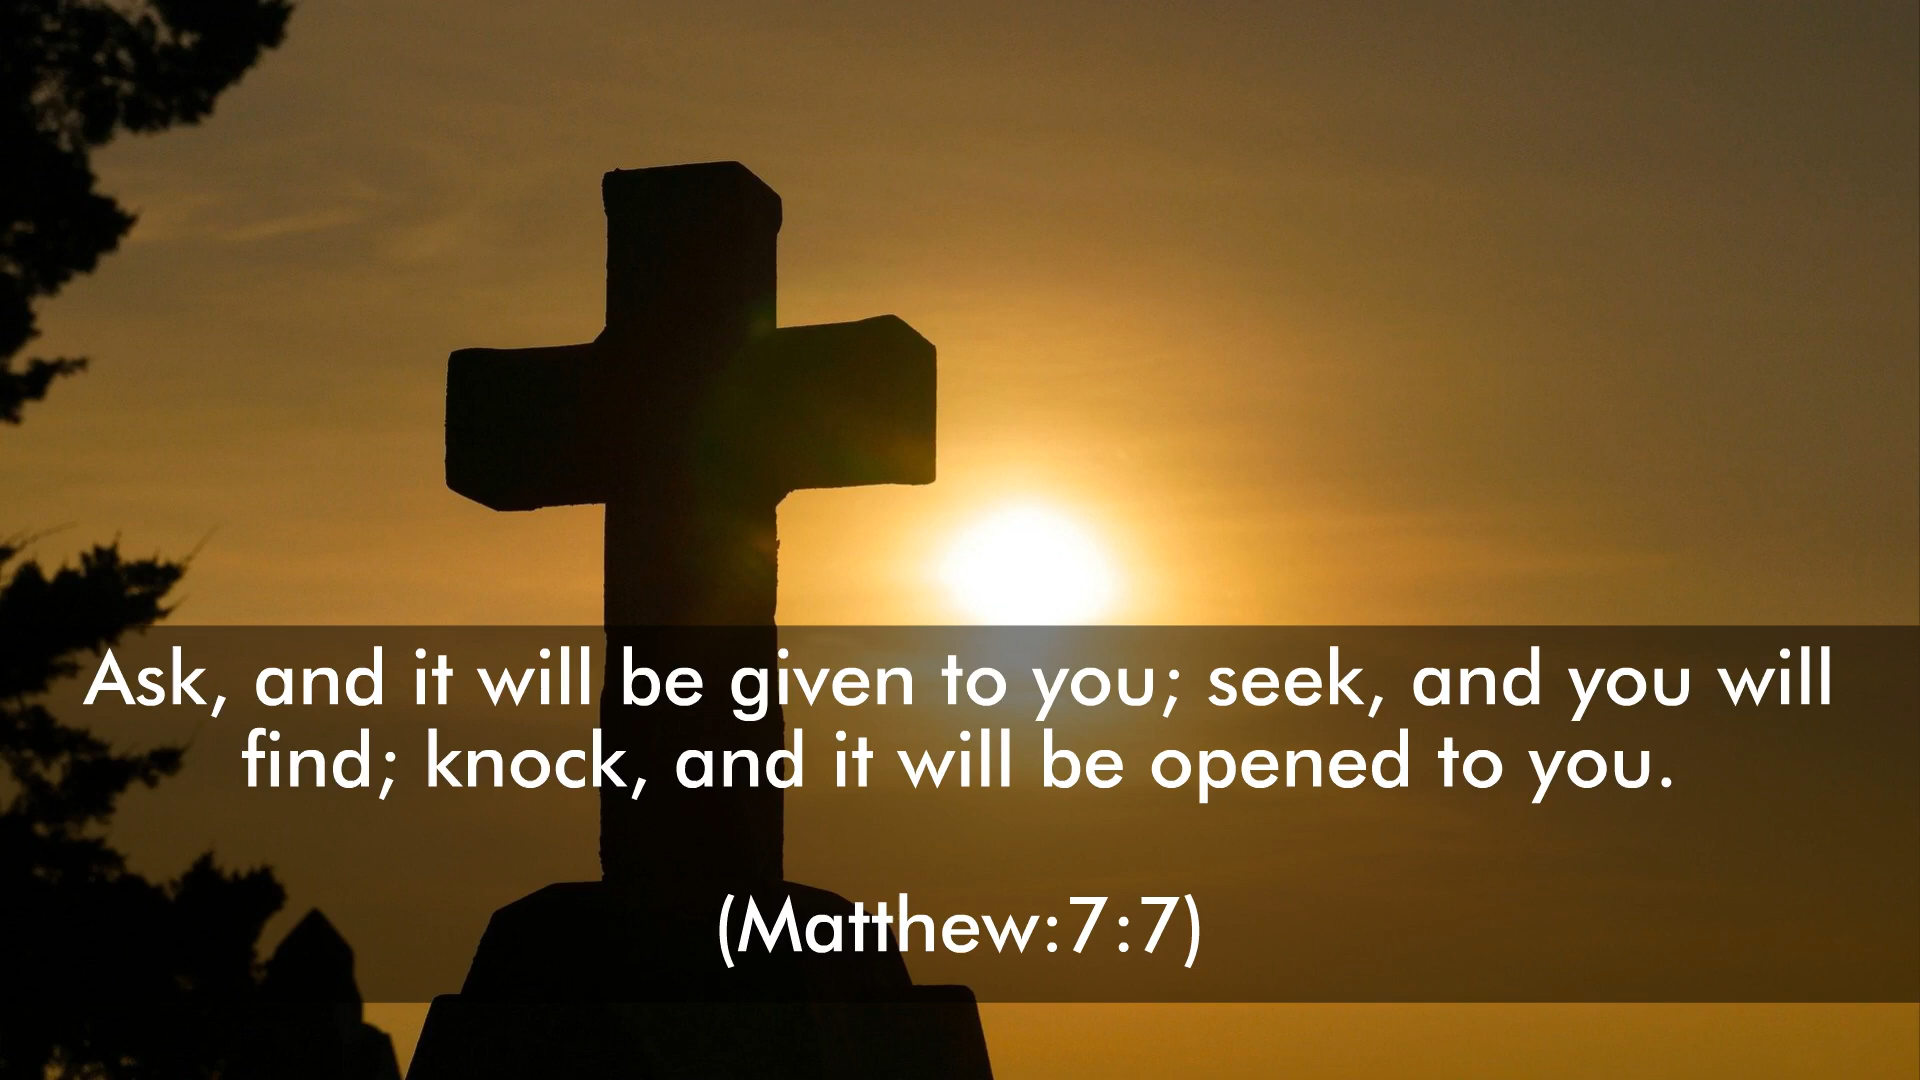 Ask, and it will be given to you; seek, and you will
find; knock, and it will be opened to you.
(Matthew:7:7)